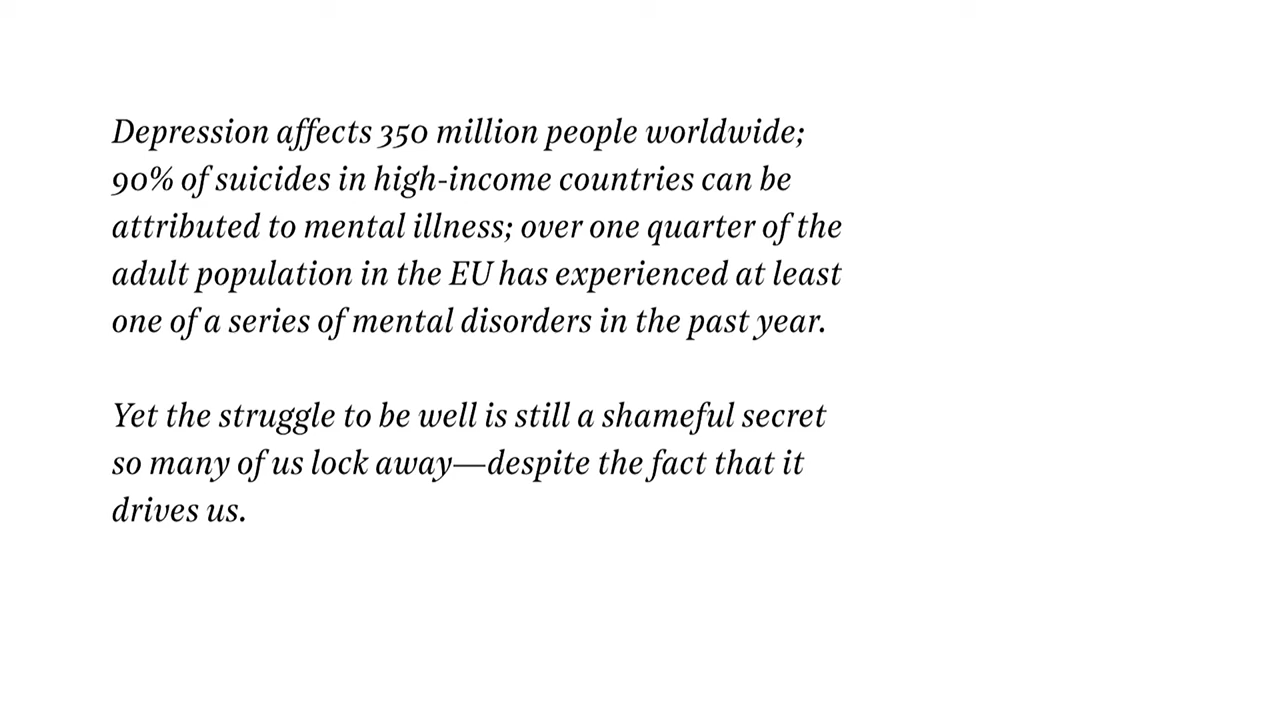 Depression affects 350 million people worldwide;
90% of suicides in high-income countries can be
attributed to mental illness; over one quarter of the
adult population in the EU has experienced at least
one of a series of mental disorders in the past year.
Yet the struggle to be well is still a shameful secret
so many of us lock away—despite the fact that it
drives us.